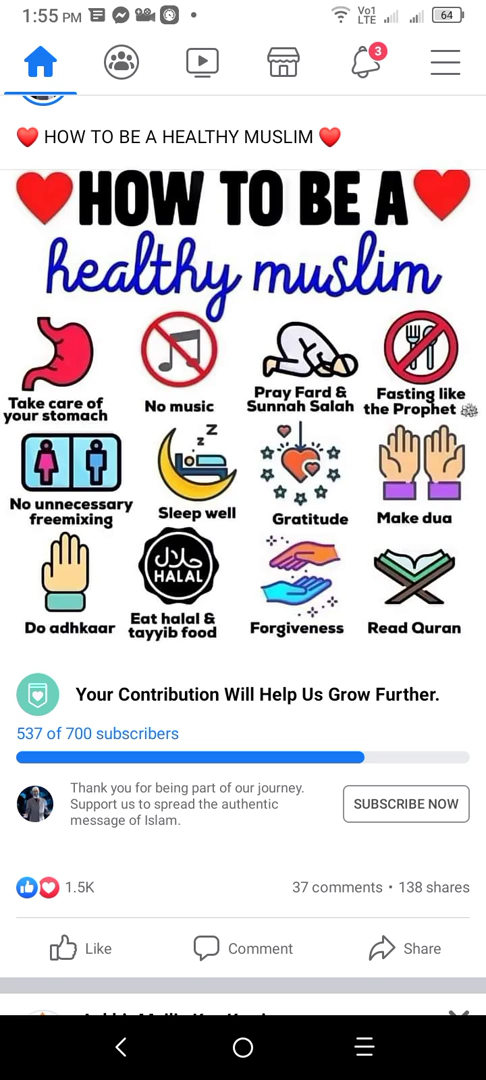 1:55 PM
Vo1
LTE
64
3
HOW TO BE A HEALTHY MUSLIM
HOW TO BE A
healthy muslim
Take care of
your stomach
No music
Pray Fard &
Sunnah Salah
Fasting like
the Prophet ﷺ
No unnecessary
freemixing
z Z
Sleep well
Gratitude
Make dua
Do adhkaar
حلال
HALAL
Eat halal &
tayyib food
Forgiveness
Read Quran
Your Contribution Will Help Us Grow Further.
537 of 700 subscribers
Thank you for being part of our journey.
Support us to spread the authentic
message of Islam.
SUBSCRIBE NOW
1.5K
37 comments • 138 shares
Like
Comment
Share